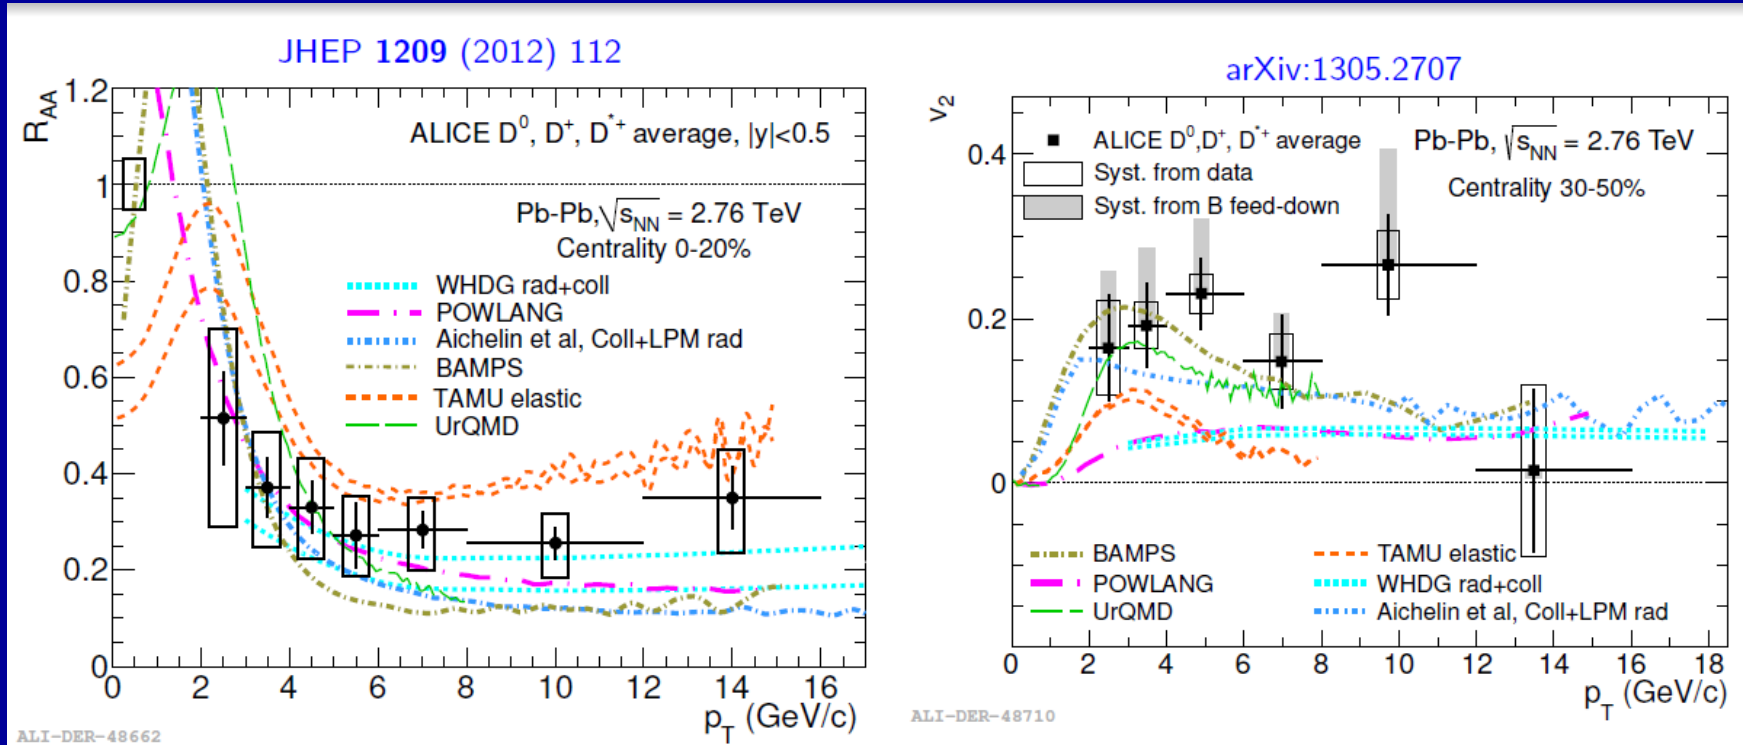 JHEP 1209 (2012) 112
R_AA
1.2
1
0.8
0.6
0.4
0.2
0
ALICE D⁰, D⁺, D*⁺ average, |y|<0.5
Pb-Pb,√s_NN = 2.76 TeV
Centrality 0-20%
WHDG rad+coll
POWLANG
Aichelin et al, Coll+LPM rad
BAMPS
TAMU elastic
UrQMD
0 2 4 6 8 10 12 14 16
p_T (GeV/c)
ALI-DER-48662
arXiv:1305.2707
v₂
0.4
0.2
0
ALICE D⁰,D⁺, D*⁺ average
Syst. from data
Syst. from B feed-down
Pb-Pb, √s_NN = 2.76 TeV
Centrality 30-50%
BAMPS
POWLANG
UrQMD
TAMU elastic
WHDG rad+coll
Aichelin et al, Coll+LPM rad
0 2 4 6 8 10 12 14 16 18
p_T (GeV/c)
ALI-DER-48710